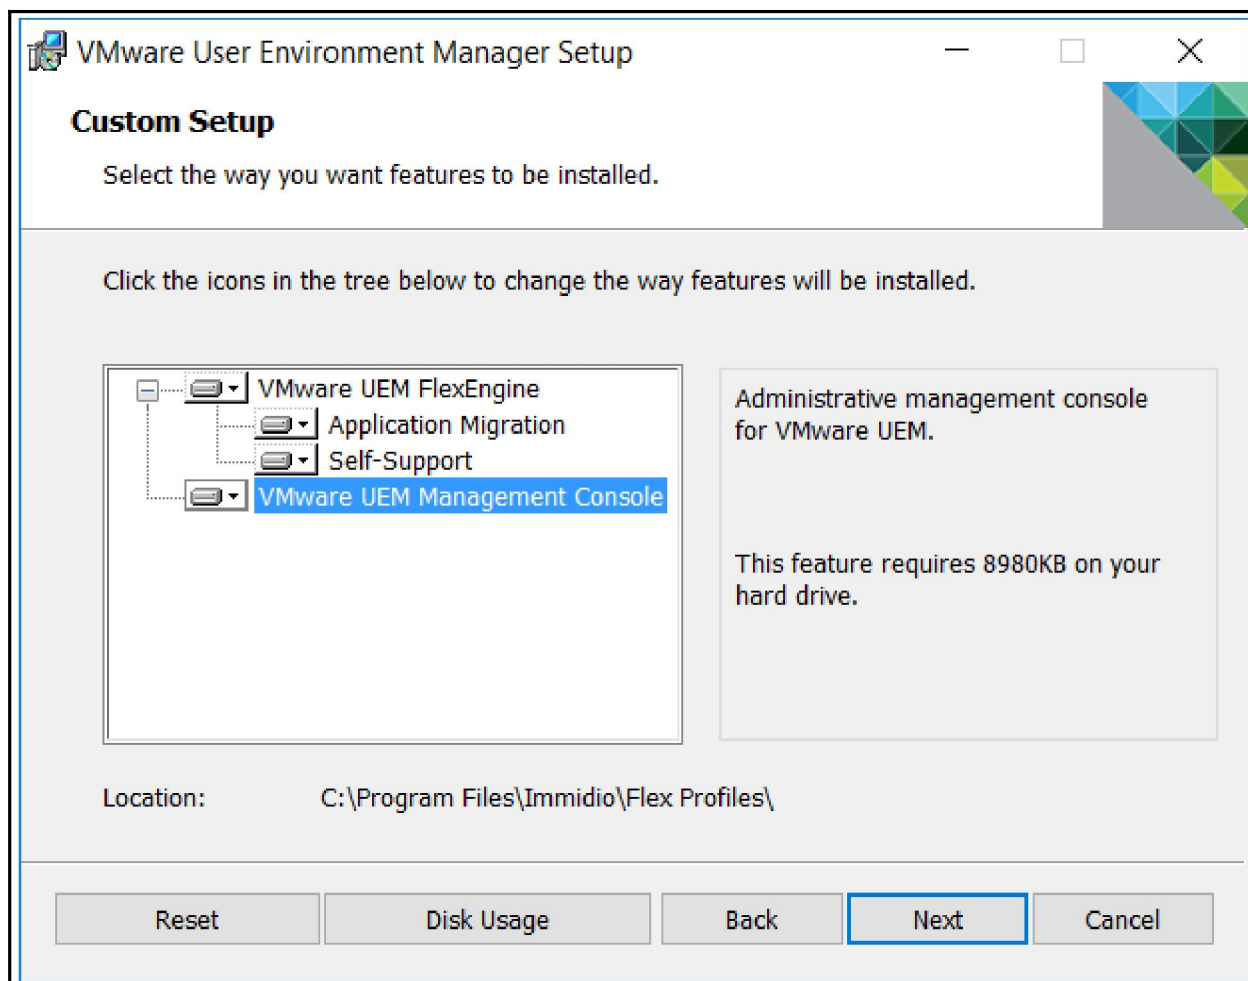 VMware User Environment Manager Setup
Custom Setup
Select the way you want features to be installed.
Click the icons in the tree below to change the way features will be installed.
VMware UEM FlexEngine
Application Migration
Self-Support
VMware UEM Management Console
Administrative management console
for VMware UEM.
This feature requires 8980KB on your
hard drive.
Location: C:\Program Files\Immidio\Flex Profiles\
Reset Disk Usage Back Next Cancel